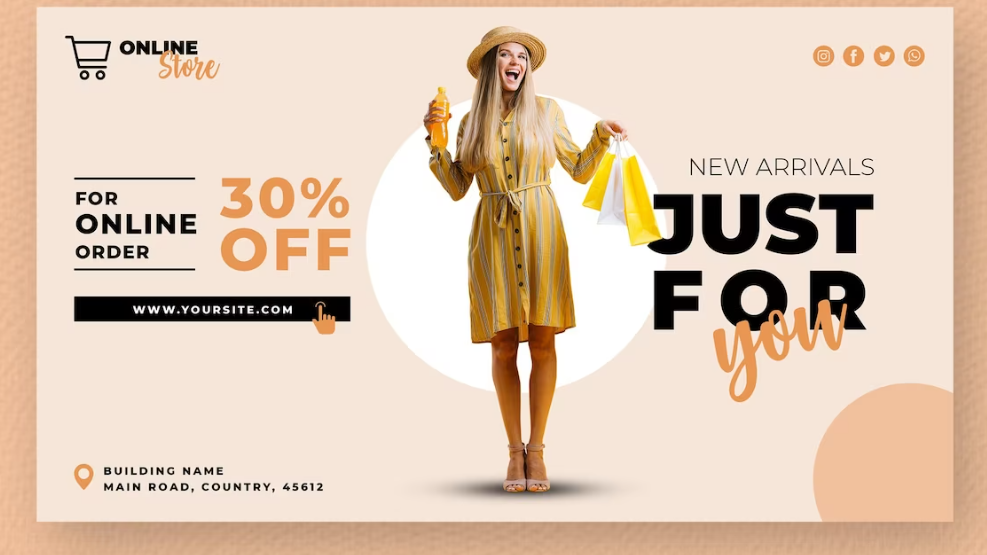 ONLINE
Store
FOR
ONLINE
ORDER
30%
OFF
WWW.YOURSITE.COM
NEW ARRIVALS
JUST
FOR
you
BUILDING NAME
MAIN ROAD, COUNTRY, 45612